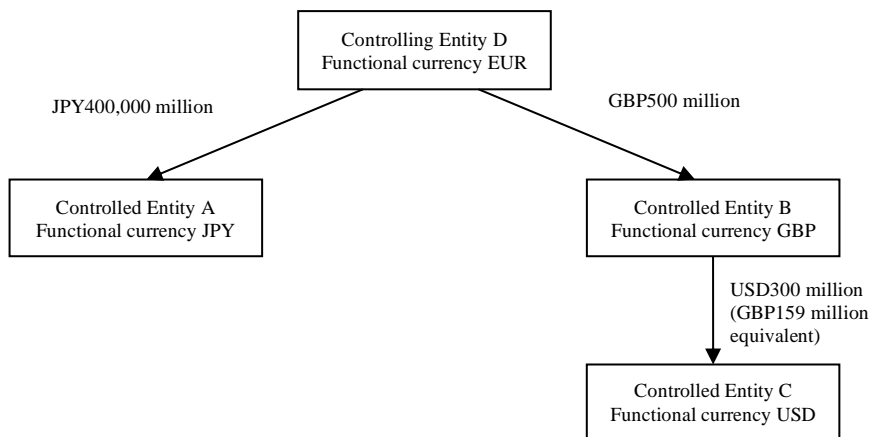 Controlling Entity D
Functional currency EUR
JPY400,000 million
GBP500 million
Controlled Entity A
Functional currency JPY
Controlled Entity B
Functional currency GBP
USD300 million
(GBP159 million
equivalent)
Controlled Entity C
Functional currency USD